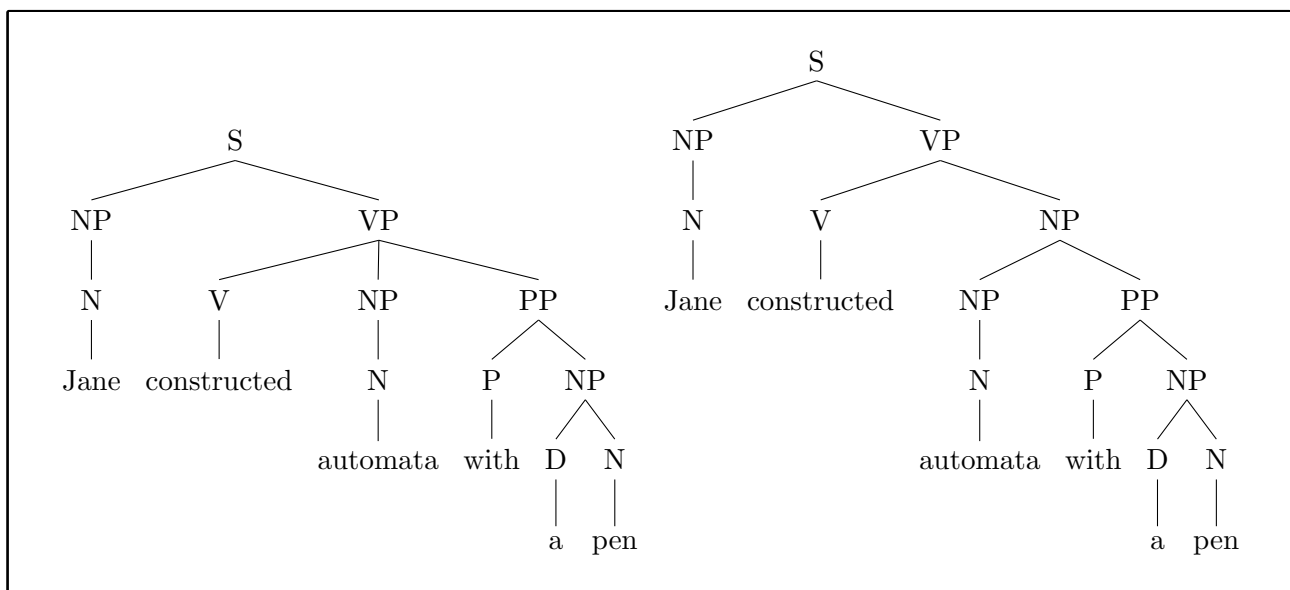 S
NP VP
N V NP PP
Jane constructed N P NP
automata with D N
a pen
S
NP VP
N V NP
Jane constructed NP PP
N P NP
automata with D N
a pen